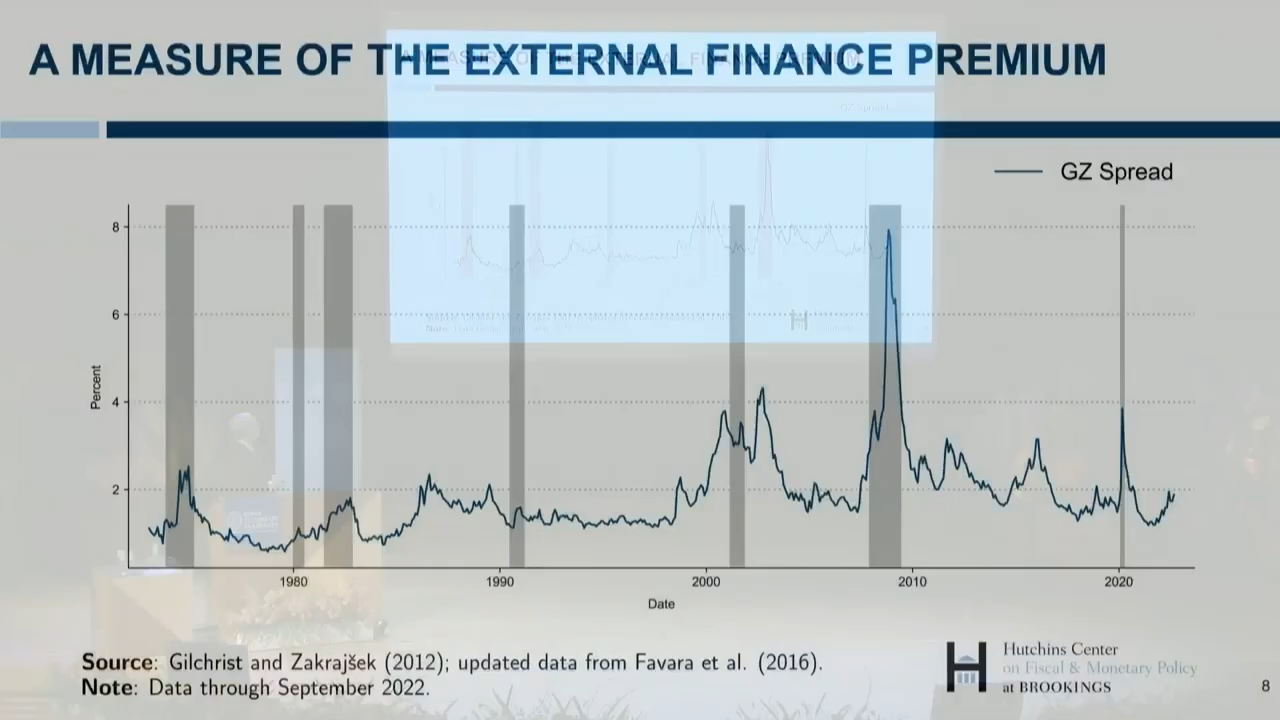 A MEASURE OF THE EXTERNAL FINANCE PREMIUM
GZ Spread
8
6
4
2
Percent
1980
1990
2000
2010
2020
Date
Source: Gilchrist and Zakrajšek (2012); updated data from Favara et al. (2016).
Note: Data through September 2022.
H
Hutchins Center
on Fiscal & Monetary Policy
at BROOKINGS
8